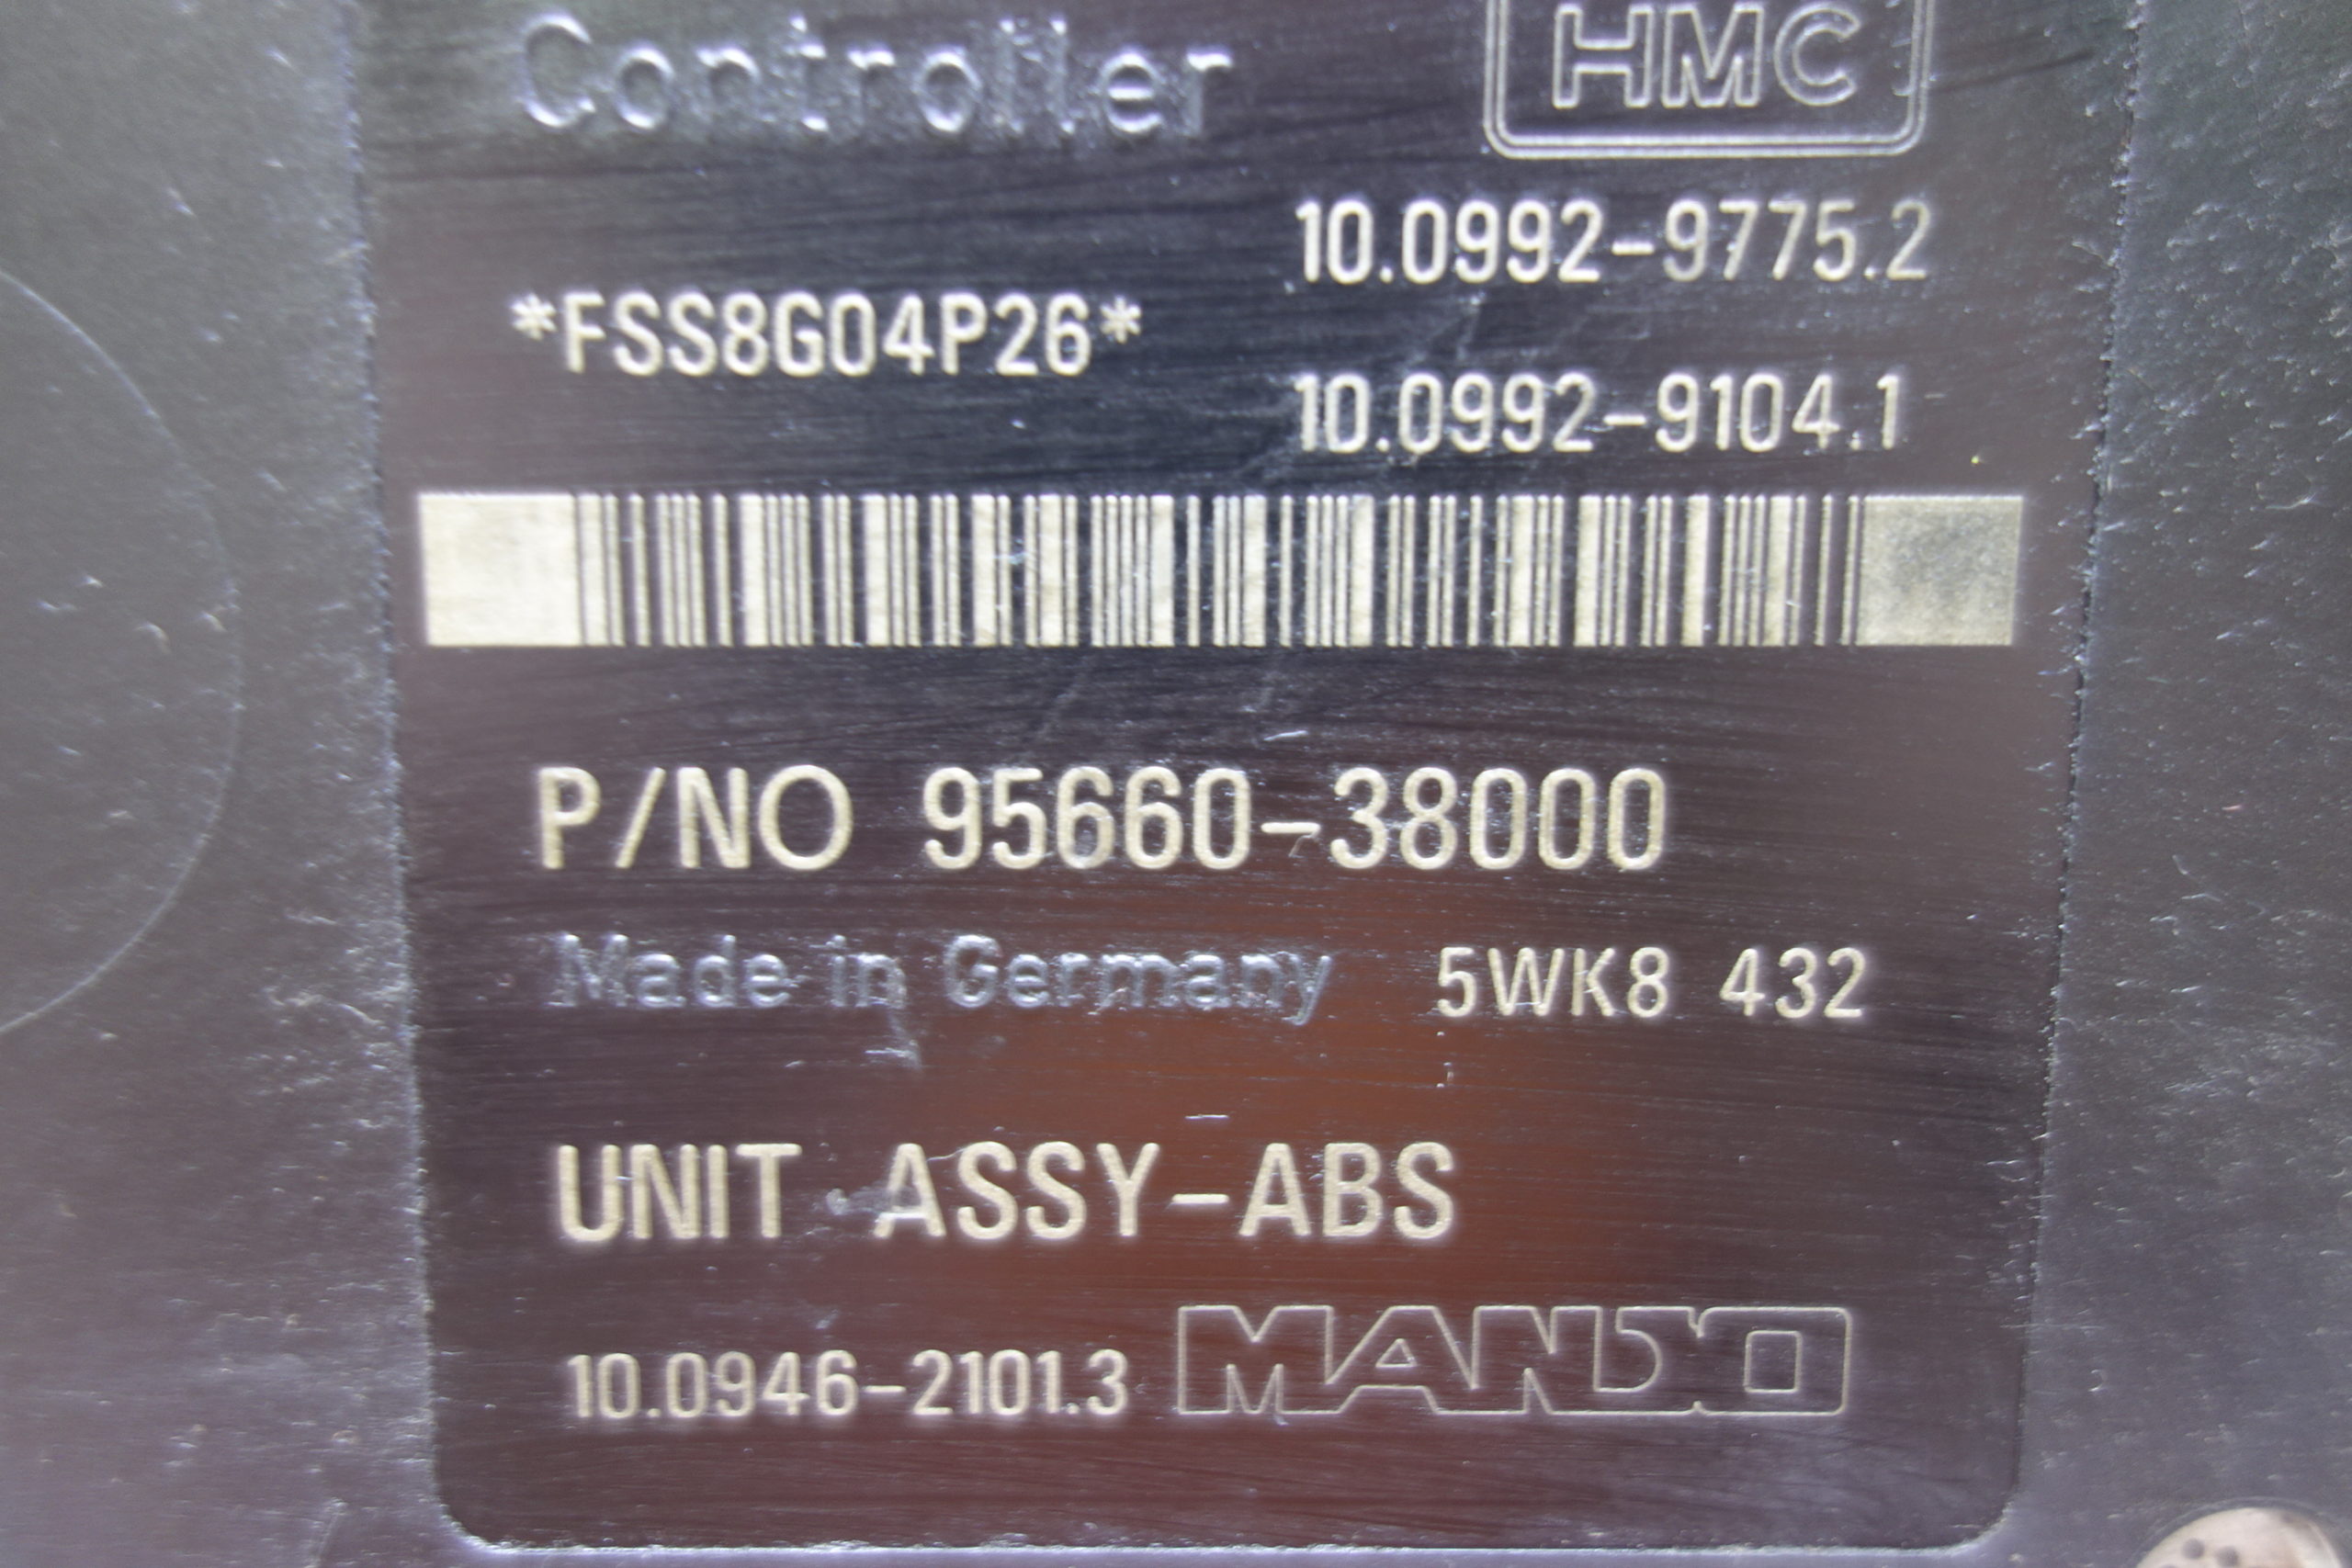 Controller
HMC
10.0992-9775.2
*FSS8G04P26*
10.0992-9104.1
P/NO 95660-38000
Made in Germany 5WK8 432
UNIT ASSY-ABS
10.0946-2101.3 MANDO